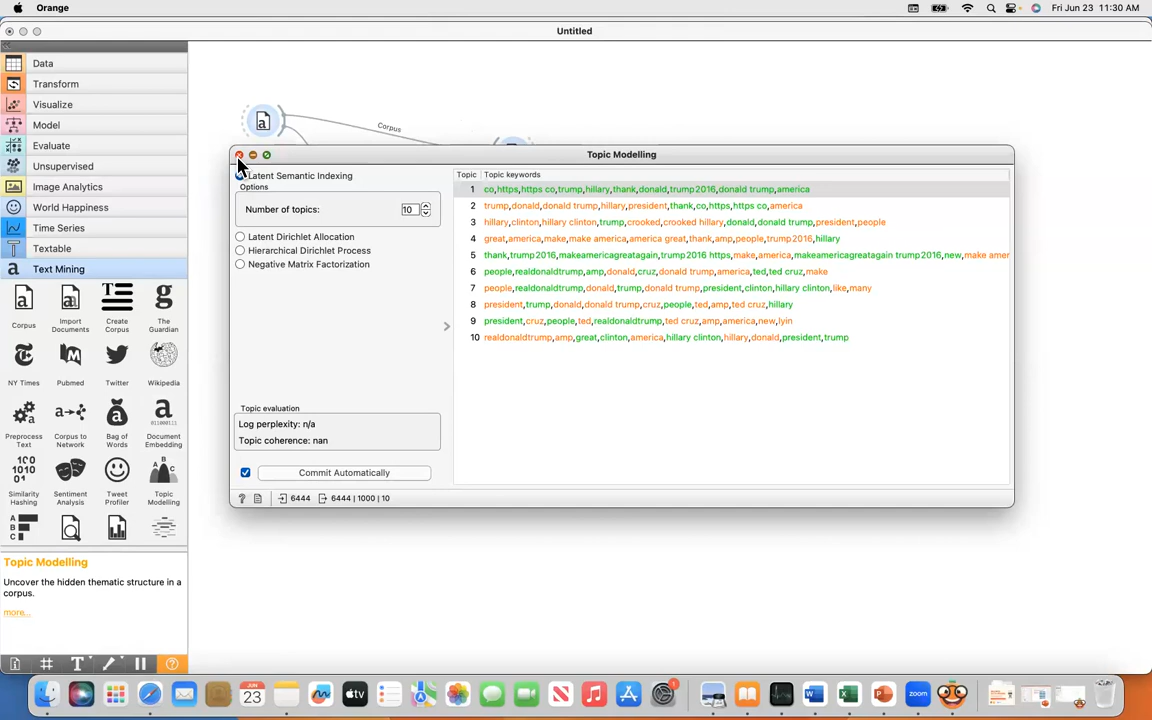 Orange
Fri Jun 23 11:30 AM
Untitled
Data
Transform
Visualize
Model
Evaluate
Unsupervised
Image Analytics
World Happiness
Time Series
Textable
Text Mining
Corpus
Import Documents
Create Corpus
The Guardian
NY Times
Pubmed
Twitter
Wikipedia
Preprocess Text
Corpus to Network
Bag of Words
Document Embedding
Similarity Hashing
Sentiment Analysis
Tweet Profiler
Topic Modelling
Topic Modelling
Uncover the hidden thematic structure in a
corpus.
more...
Corpus
Topic Modelling
Latent Semantic Indexing
Options
Number of topics: 10
Latent Dirichlet Allocation
Hierarchical Dirichlet Process
Negative Matrix Factorization
Topic evaluation
Log perplexity: n/a
Topic coherence: nan
Commit Automatically
6444 6444 | 1000 | 10
Topic Topic keywords
1 co,https,https co,trump,hillary,thank,donald,trump2016,donald trump,america
2 trump,donald,donald trump,hillary,president,thank,co,https,https co,america
3 hillary,clinton,hillary clinton,trump,crooked,crooked hillary,donald,donald trump,president,people
4 great,america,make,make america,america great,thank,amp,people,trump2016,hillary
5 thank,trump2016,makeamericagreatagain,trump2016 https,make,america,makeamericagreatagain trump2016,new,make amer
6 people,realdonaldtrump,amp,donald,cruz,donald trump,america,ted,ted cruz,make
7 people,realdonaldtrump,donald,trump,donald trump,president,clinton,hillary clinton,like,many
8 president,trump,donald,donald trump,cruz,people,ted,amp,ted cruz,hillary
9 president,cruz,people,ted,realdonaldtrump,ted cruz,amp,america,new,lyin
10 realdonaldtrump,amp,great,clinton,america,hillary clinton,hillary,donald,president,trump